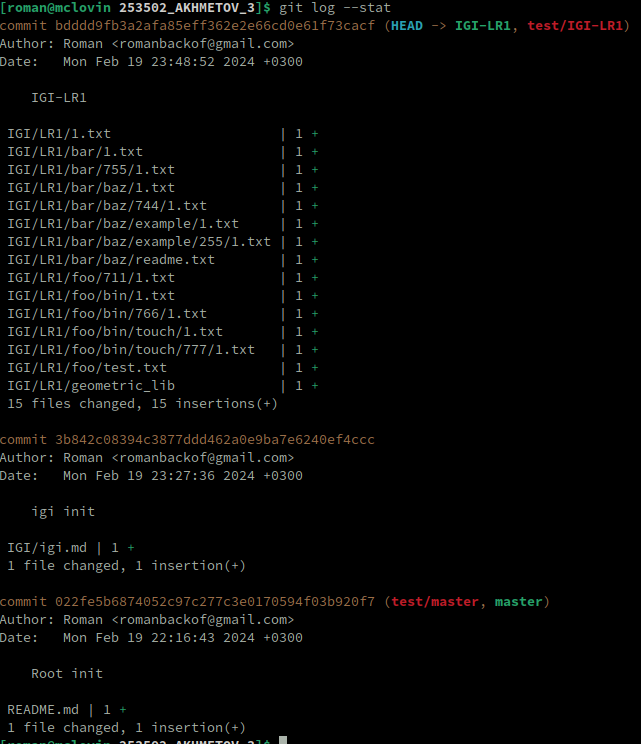 [roman@mclovin 253502_AKHMETOV_3]$ git log --stat
commit bdddd9fb3a2afa85eff362e2e66cd0e61f73cacf (HEAD -> IGI-LR1, test/IGI-LR1)
Author: Roman <romanbackof@gmail.com>
Date:   Mon Feb 19 23:48:52 2024 +0300
    IGI-LR1
 IGI/LR1/1.txt                     | 1 +
 IGI/LR1/bar/1.txt                 | 1 +
 IGI/LR1/bar/755/1.txt             | 1 +
 IGI/LR1/bar/baz/1.txt             | 1 +
 IGI/LR1/bar/baz/744/1.txt         | 1 +
 IGI/LR1/bar/baz/example/1.txt     | 1 +
 IGI/LR1/bar/baz/example/255/1.txt | 1 +
 IGI/LR1/bar/baz/readme.txt        | 1 +
 IGI/LR1/foo/711/1.txt             | 1 +
 IGI/LR1/foo/bin/1.txt             | 1 +
 IGI/LR1/foo/bin/766/1.txt         | 1 +
 IGI/LR1/foo/bin/touch/1.txt       | 1 +
 IGI/LR1/foo/bin/touch/777/1.txt   | 1 +
 IGI/LR1/foo/test.txt              | 1 +
 IGI/LR1/geometric_lib             | 1 +
 15 files changed, 15 insertions(+)
commit 3b842c08394c3877ddd462a0e9ba7e6240ef4ccc
Author: Roman <romanbackof@gmail.com>
Date:   Mon Feb 19 23:27:36 2024 +0300
    igi init
 IGI/igi.md | 1 +
 1 file changed, 1 insertion(+)
commit 022fe5b6874052c97c277c3e0170594f03b920f7 (test/master, master)
Author: Roman <romanbackof@gmail.com>
Date:   Mon Feb 19 22:16:43 2024 +0300
    Root init
 README.md | 1 +
 1 file changed, 1 insertion(+)
[roman@mclovin 253502_AKHMETOV_3]$